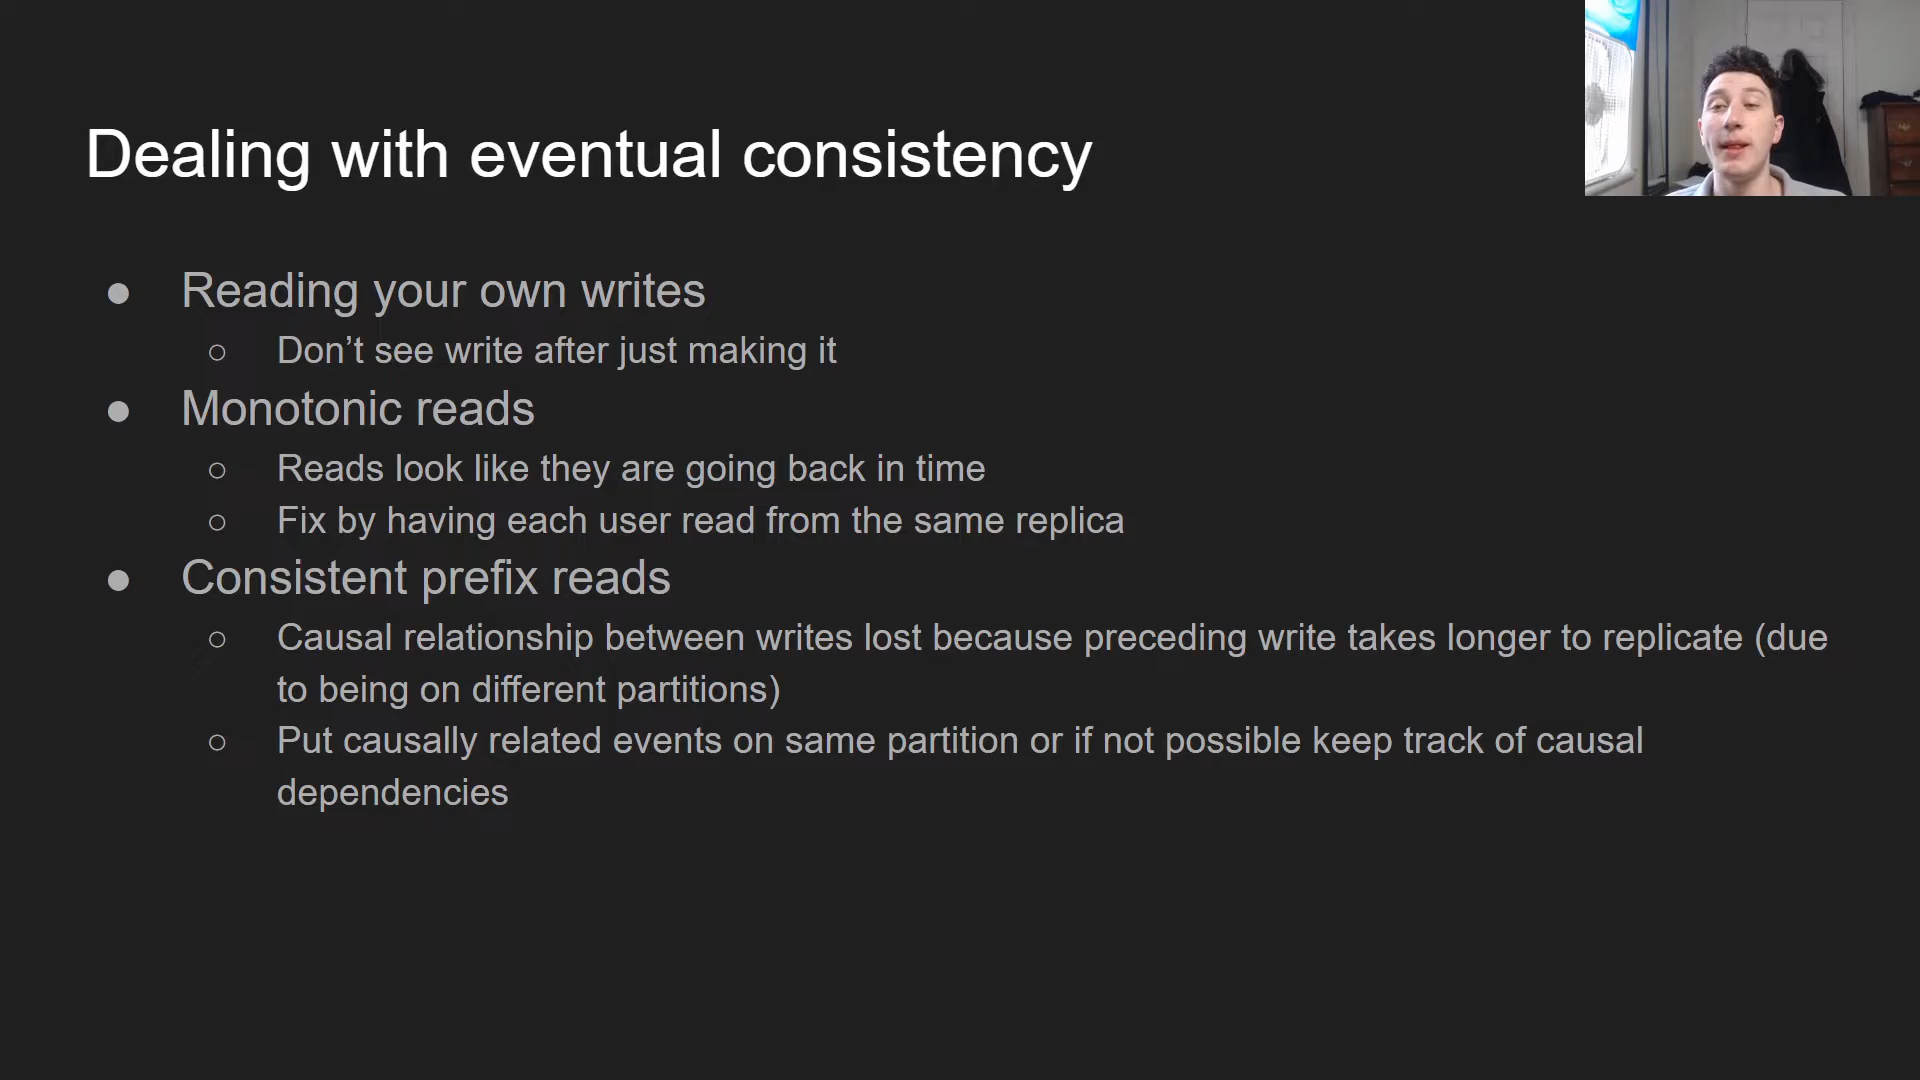 Dealing with eventual consistency
● Reading your own writes
○ Don’t see write after just making it
● Monotonic reads
○ Reads look like they are going back in time
○ Fix by having each user read from the same replica
● Consistent prefix reads
○ Causal relationship between writes lost because preceding write takes longer to replicate (due
to being on different partitions)
○ Put causally related events on same partition or if not possible keep track of causal
dependencies